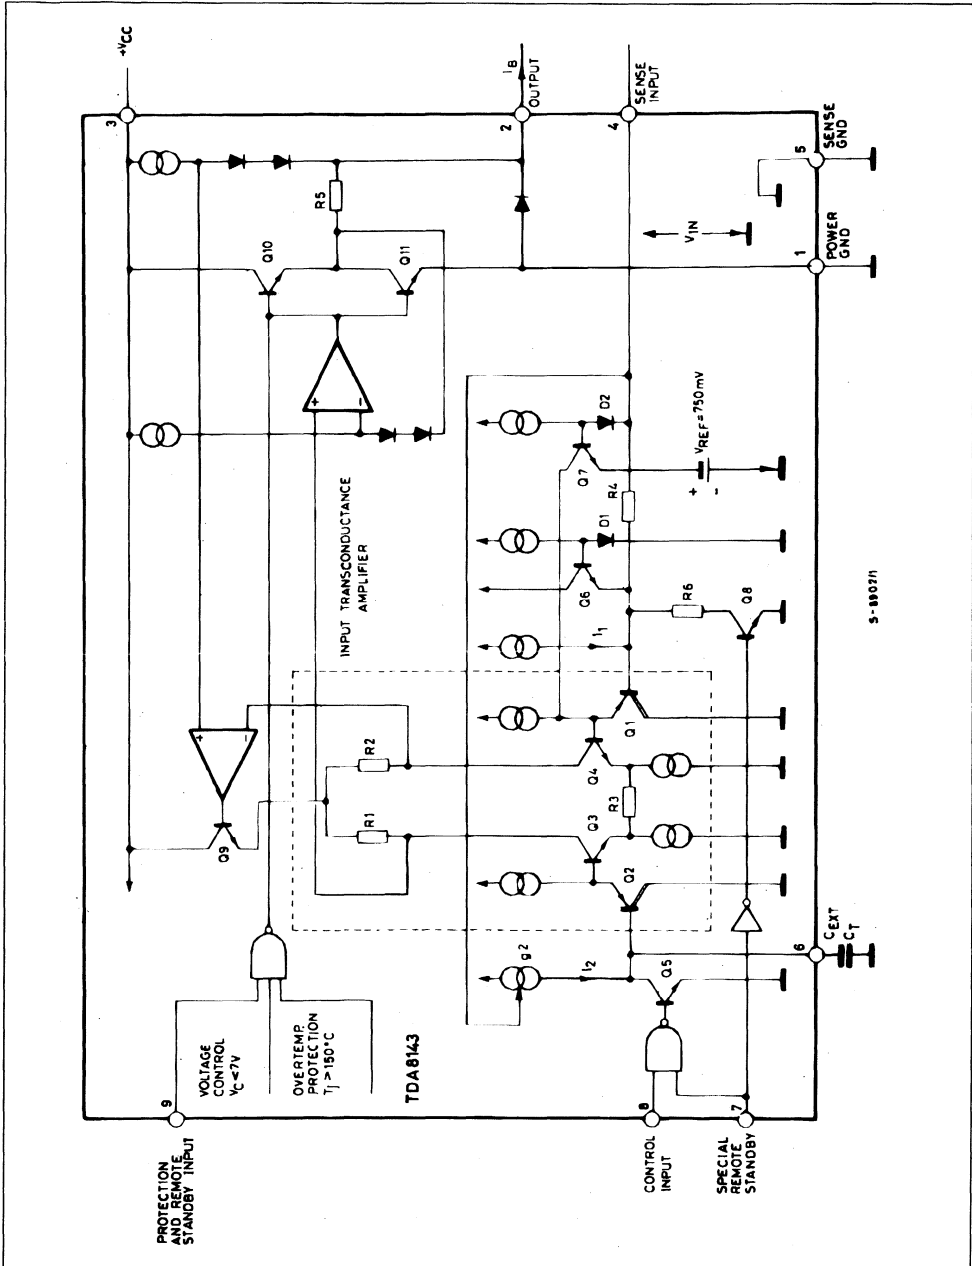 +VCC
3
2
IB
OUTPUT
4
SENSE
INPUT
5
SENSE
GND
1
POWER
GND
R5
Q10
Q11
+
−
VIN
INPUT TRANSCONDUCTANCE
AMPLIFIER
+
−
Q9
R2
R1
D2
Q7
VREF=750mV
+
−
R4
D1
Q6
R6
Q8
I1
Q1
Q4
R3
Q3
Q2
g2
I2
Q5
6
CEXT
CT
VOLTAGE
CONTROL
VC<7V
OVERTEMP.
PROTECTION
Tj>150°C
TDA8143
9
PROTECTION
AND REMOTE
STANDBY INPUT
8
CONTROL
INPUT
7
SPECIAL
REMOTE
STANDBY
S-8902/1